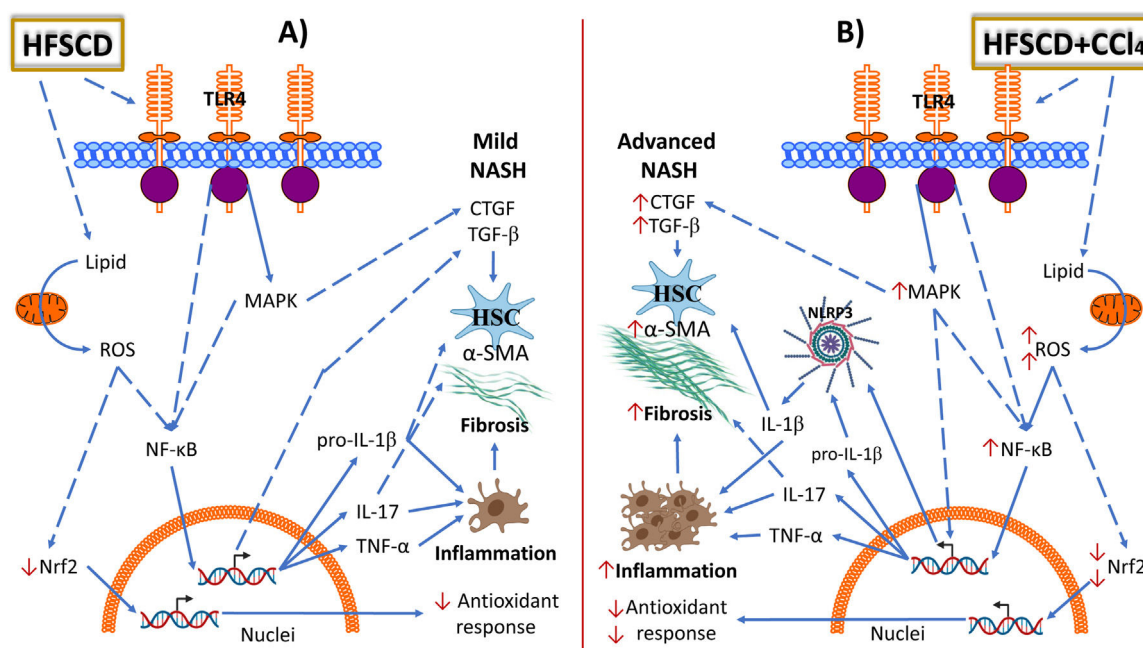 HFSCD
A)
TLR4
Mild
NASH
CTGF
TGF-β
Lipid
MAPK
HSC
α-SMA
ROS
Fibrosis
pro-IL-1β
NF-κB
IL-17
TNF-α
Inflammation
↓Nrf2
↓ Antioxidant
response
Nuclei
B)
HFSCD+CCl₄
TLR4
Advanced
NASH
↑CTGF
↑TGF-β
Lipid
HSC
↑MAPK
NLRP3
↑α-SMA
↑↑ROS
↑Fibrosis
IL-1β
pro-IL-1β
↑NF-κB
IL-17
TNF-α
↑Inflammation
↓↓Nrf2
↓Antioxidant
↓ response
Nuclei